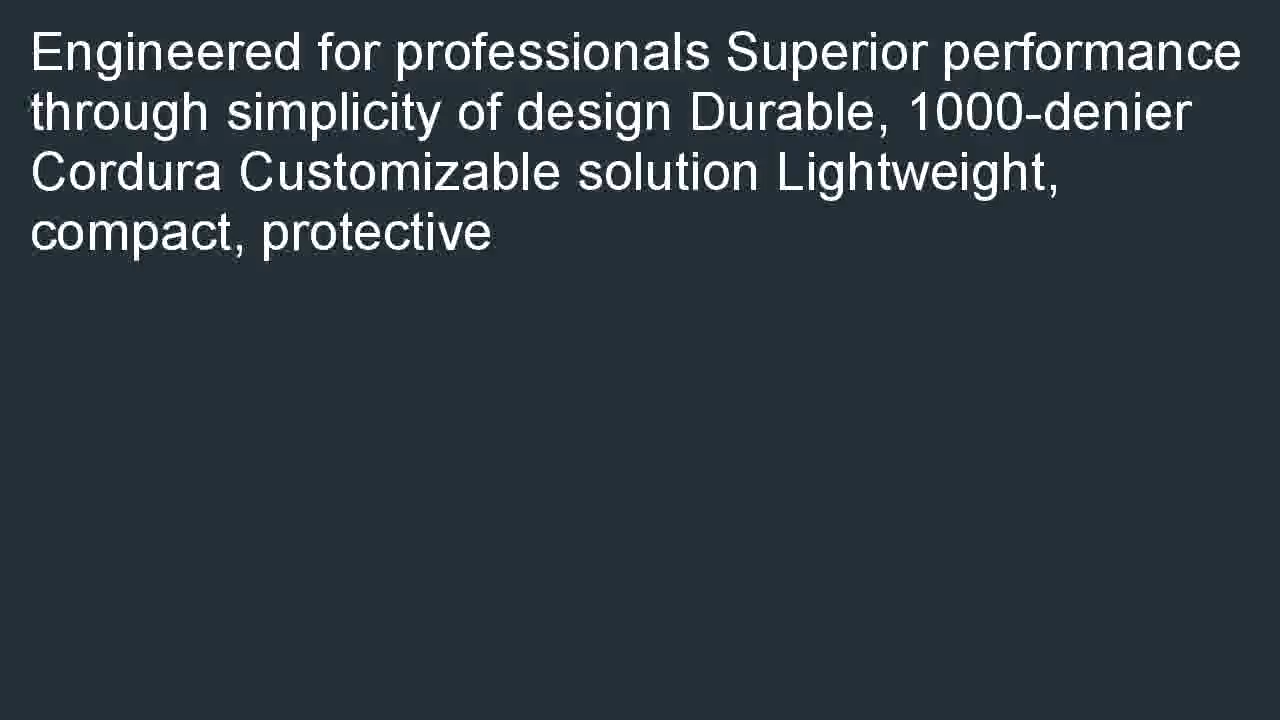 Engineered for professionals Superior performance
through simplicity of design Durable, 1000-denier
Cordura Customizable solution Lightweight,
compact, protective